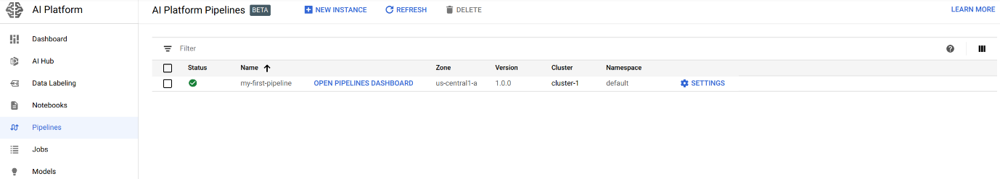 AI Platform
AI Platform Pipelines BETA NEW INSTANCE REFRESH DELETE LEARN MORE
Dashboard
AI Hub
Data Labeling
Notebooks
Pipelines
Jobs
Models
Filter
Status Name Zone Version Cluster Namespace
my-first-pipeline OPEN PIPELINES DASHBOARD us-central1-a 1.0.0 cluster-1 default SETTINGS